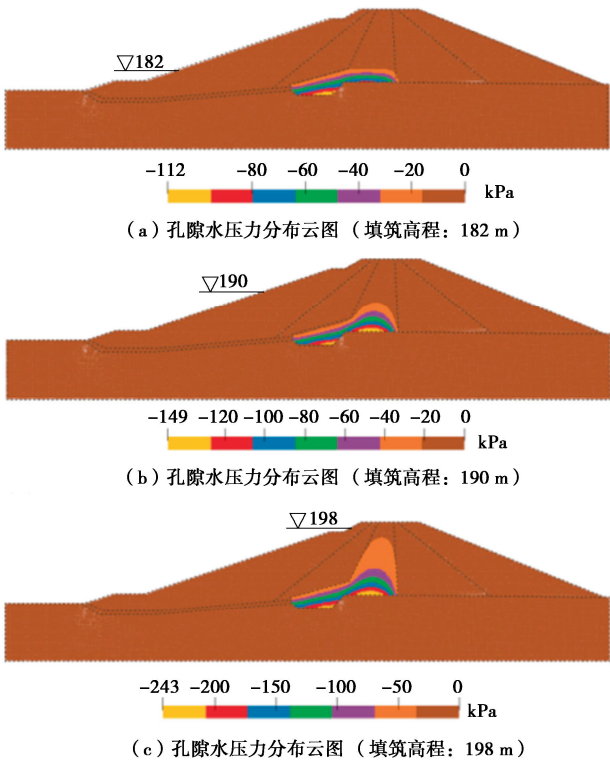 ▽182
−112 −80 −60 −40 −20 0
kPa
（a）孔隙水压力分布云图（填筑高程：182 m）
▽190
−149 −120 −100 −80 −60 −40 −20 0
kPa
（b）孔隙水压力分布云图（填筑高程：190 m）
▽198
−243 −200 −150 −100 −50 0
kPa
（c）孔隙水压力分布云图（填筑高程：198 m）